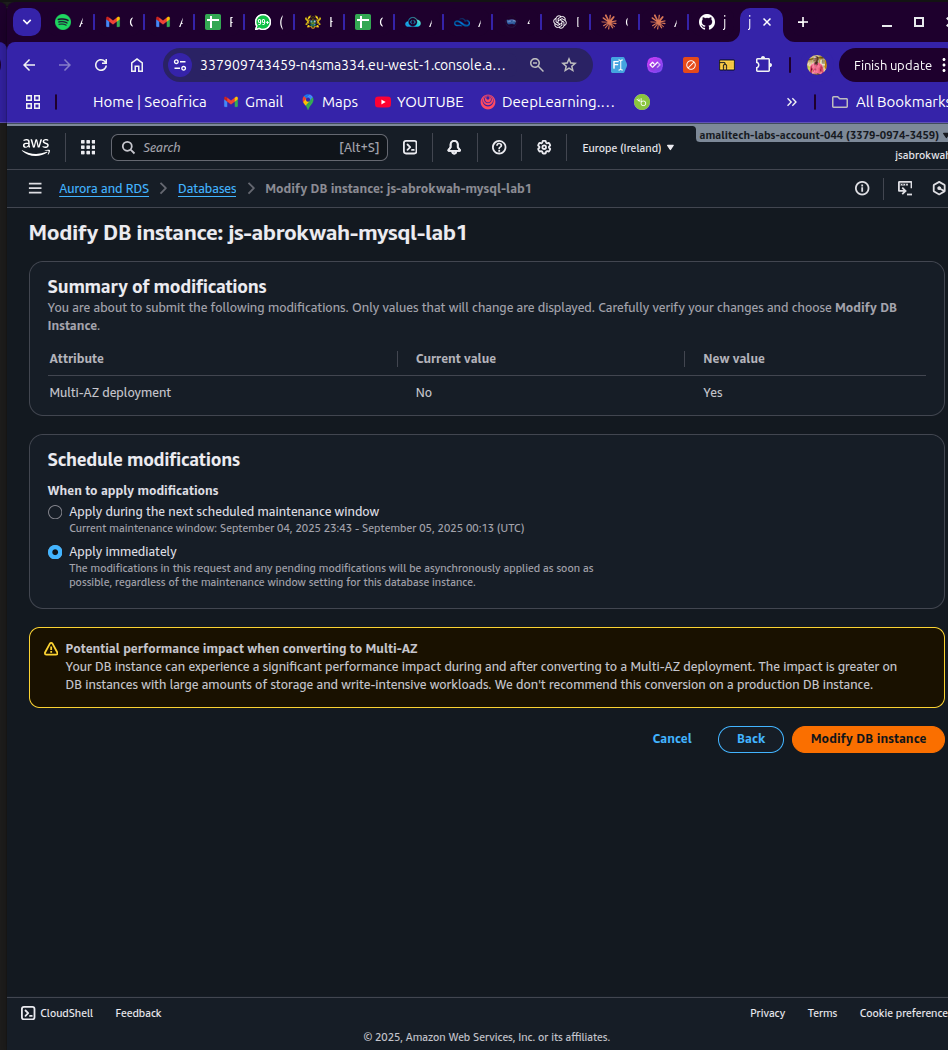 99+
337909743459-n4sma334.eu-west-1.console.a...
Finish update
Home | Seoafrica
Gmail
Maps
YOUTUBE
DeepLearning....
»
All Bookmarks
aws
Search
[Alt+S]
Europe (Ireland)
amalitech-labs-account-044 (3379-0974-3459)
jsabrokwah
Aurora and RDS
Databases
Modify DB instance: js-abrokwah-mysql-lab1
Modify DB instance: js-abrokwah-mysql-lab1
Summary of modifications
You are about to submit the following modifications. Only values that will change are displayed. Carefully verify your changes and choose Modify DB
Instance.
Attribute
Current value
New value
Multi-AZ deployment
No
Yes
Schedule modifications
When to apply modifications
Apply during the next scheduled maintenance window
Current maintenance window: September 04, 2025 23:43 - September 05, 2025 00:13 (UTC)
Apply immediately
The modifications in this request and any pending modifications will be asynchronously applied as soon as
possible, regardless of the maintenance window setting for this database instance.
Potential performance impact when converting to Multi-AZ
Your DB instance can experience a significant performance impact during and after converting to a Multi-AZ deployment. The impact is greater on
DB instances with large amounts of storage and write-intensive workloads. We don't recommend this conversion on a production DB instance.
Cancel
Back
Modify DB instance
CloudShell
Feedback
Privacy
Terms
Cookie preference
© 2025, Amazon Web Services, Inc. or its affiliates.